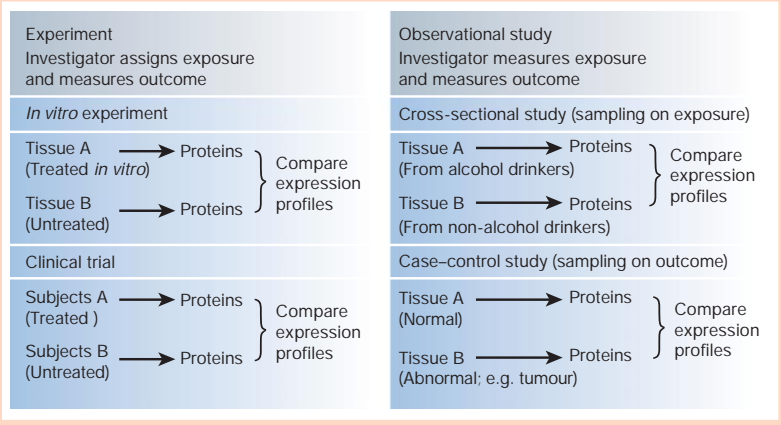 Experiment
Investigator assigns exposure
and measures outcome
In vitro experiment
Tissue A
(Treated in vitro)
Proteins
Tissue B
(Untreated)
Proteins
Compare
expression
profiles
Clinical trial
Subjects A
(Treated )
Proteins
Subjects B
(Untreated)
Proteins
Compare
expression
profiles
Observational study
Investigator measures exposure
and measures outcome
Cross-sectional study (sampling on exposure)
Tissue A
(From alcohol drinkers)
Proteins
Tissue B
(From non-alcohol drinkers)
Proteins
Compare
expression
profiles
Case–control study (sampling on outcome)
Tissue A
(Normal)
Proteins
Tissue B
(Abnormal; e.g. tumour)
Proteins
Compare
expression
profiles